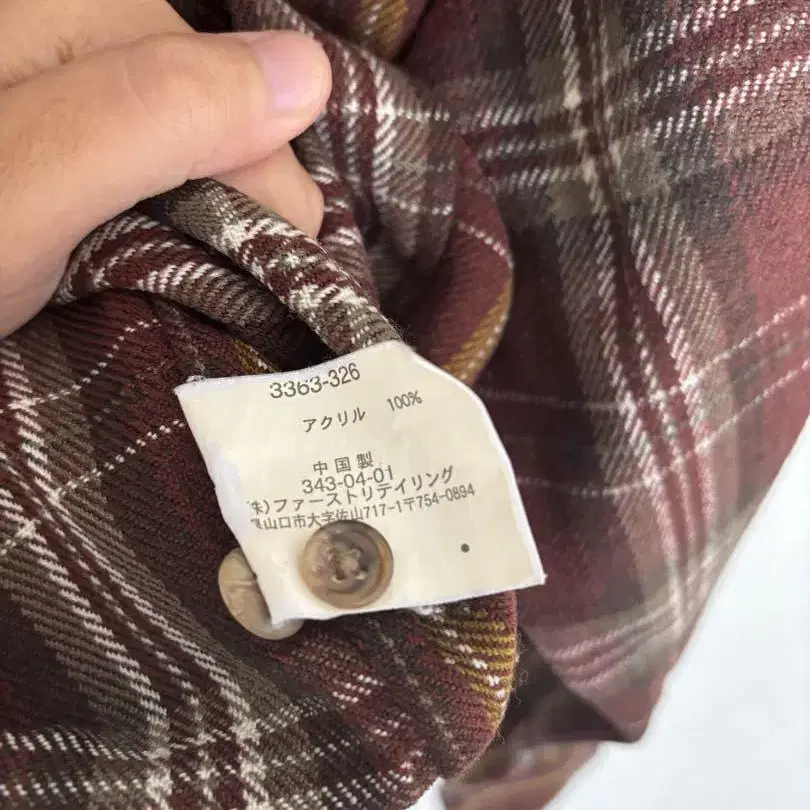 3363-326
アクリル 100%
中国製
343-04-01
株)ファーストリテイリング
山口市大字佐山717-1〒754-0894